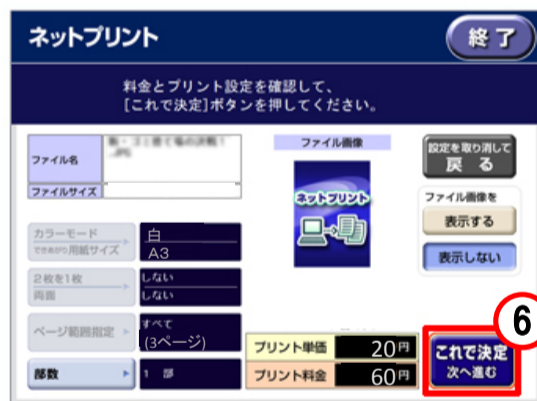 ネットプリント
終了
料金とプリント設定を確認して、
[これで決定]ボタンを押してください。
ファイル名
ファイルサイズ
ファイル画像
ネットプリント
設定を取り消して
戻る
ファイル画像を
表示する
表示しない
カラーモード
できあがり用紙サイズ
白
A3
2枚を1枚
両面
しない
しない
ページ範囲指定
すべて
(3ページ)
部数
1 部
プリント単価 20円
プリント料金 60円
6
これで決定
次へ進む